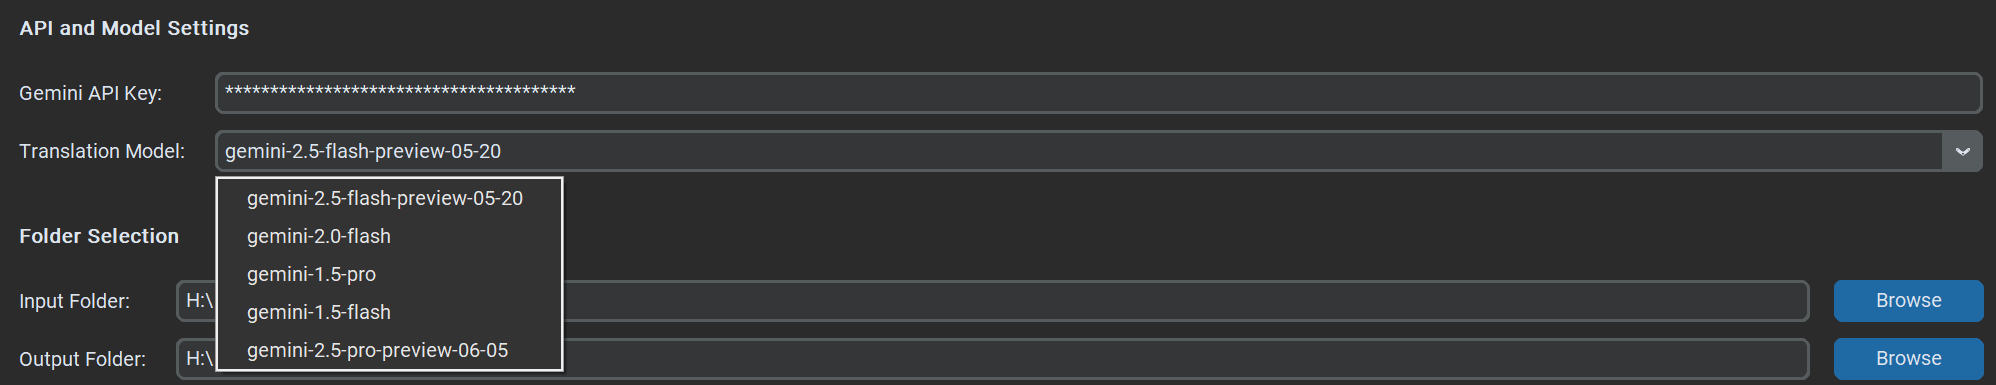 API and Model Settings
Gemini API Key: ***************************************
Translation Model: gemini-2.5-flash-preview-05-20
gemini-2.5-flash-preview-05-20
gemini-2.0-flash
gemini-1.5-pro
gemini-1.5-flash
gemini-2.5-pro-preview-06-05
Folder Selection
Input Folder: H:\ Browse
Output Folder: H:\ Browse